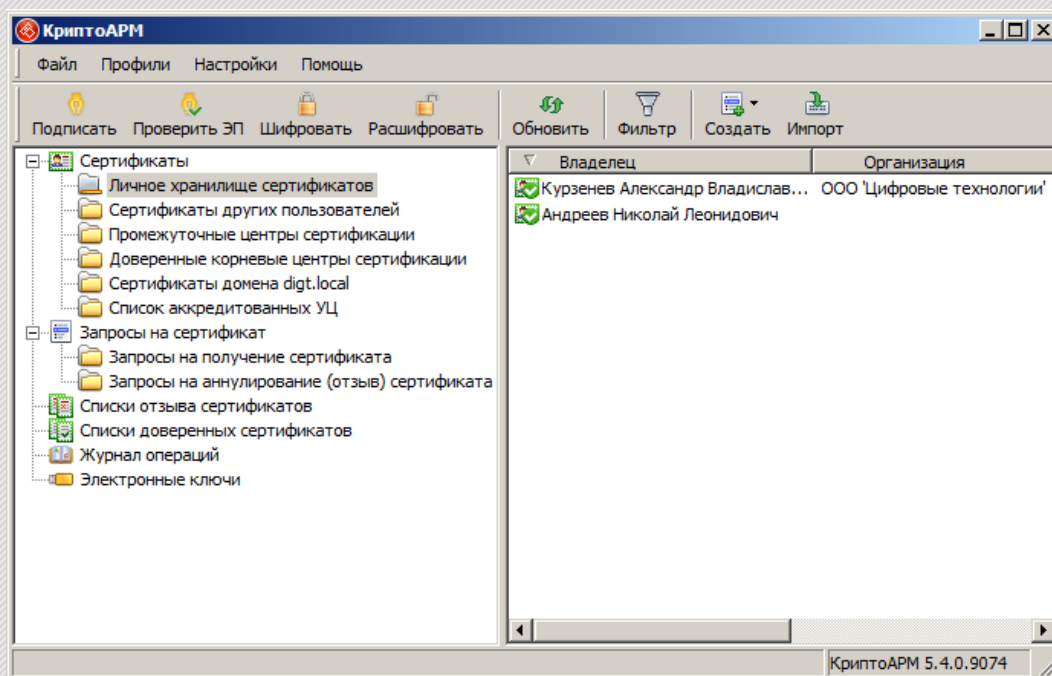 КриптоАРМ
Файл Профили Настройки Помощь
Подписать Проверить ЭП Шифровать Расшифровать Обновить Фильтр Создать Импорт
Сертификаты
Личное хранилище сертификатов
Сертификаты других пользователей
Промежуточные центры сертификации
Доверенные корневые центры сертификации
Сертификаты домена digt.local
Список аккредитованных УЦ
Запросы на сертификат
Запросы на получение сертификата
Запросы на аннулирование (отзыв) сертификата
Списки отзыва сертификатов
Списки доверенных сертификатов
Журнал операций
Электронные ключи
Владелец Организация
Курзенев Александр Владислав... ООО 'Цифровые технологии'
Андреев Николай Леонидович
КриптоАРМ 5.4.0.9074